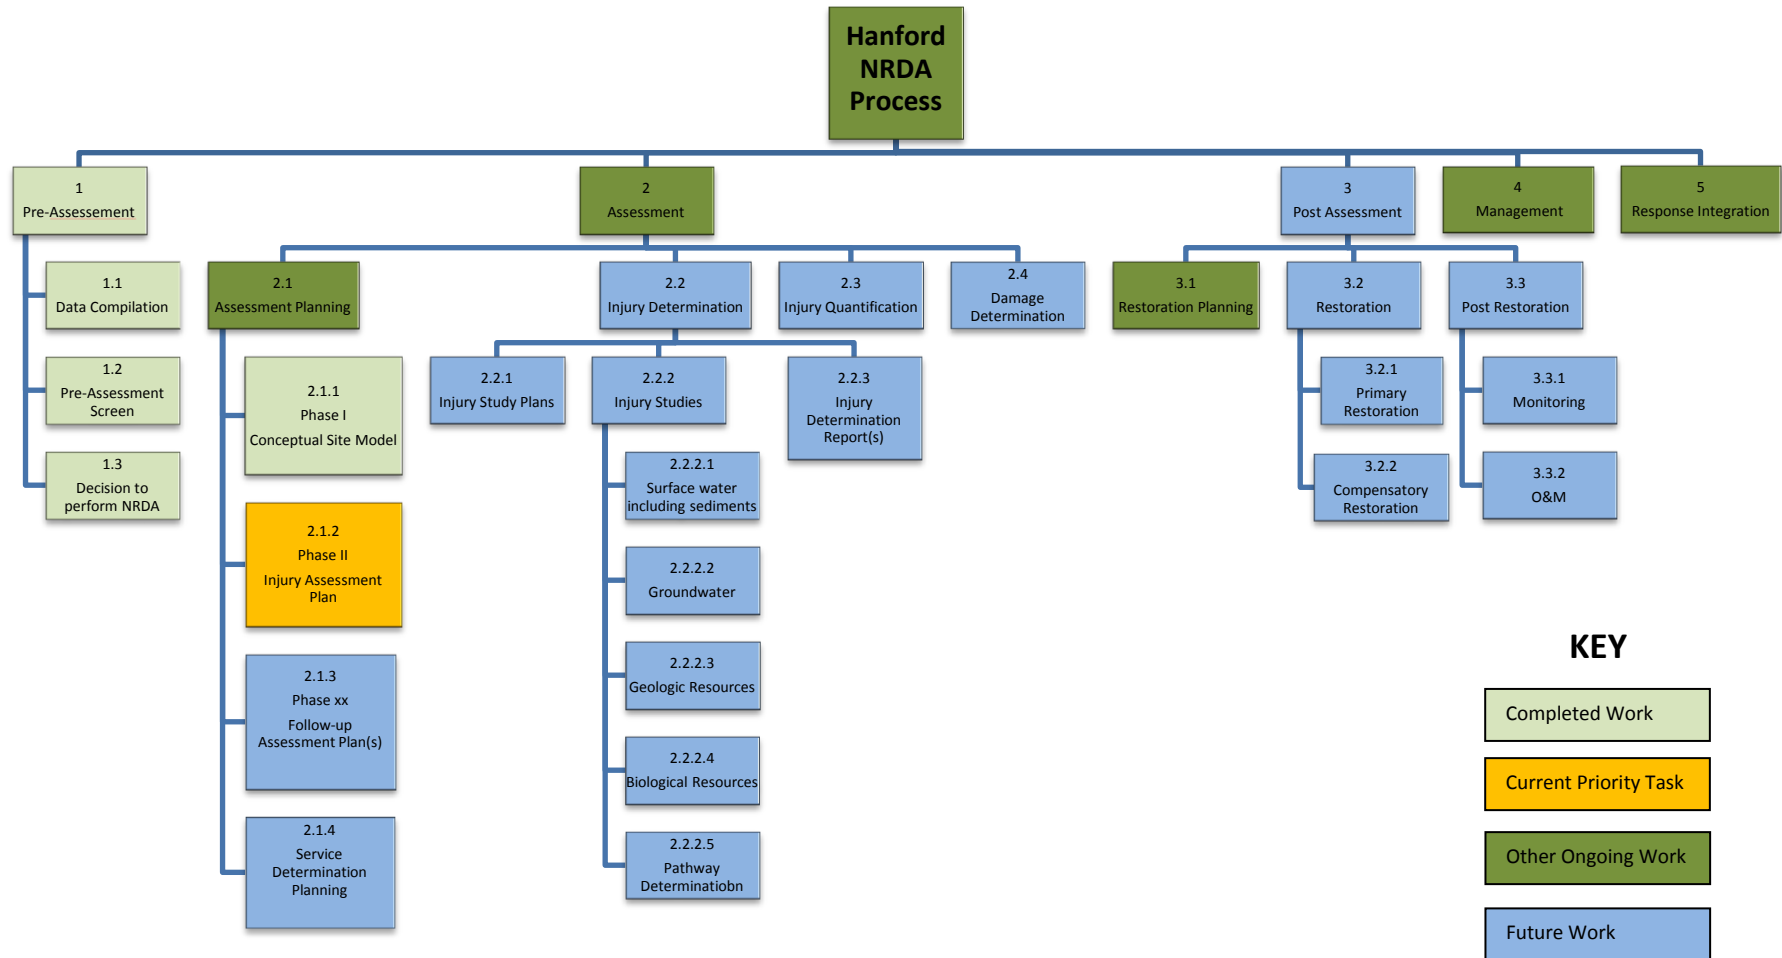 Hanford
NRDA
Process
1
Pre-Assessement
2
Assessment
3
Post Assessment
4
Management
5
Response Integration
1.1
Data Compilation
1.2
Pre-Assessment
Screen
1.3
Decision to
perform NRDA
2.1
Assessment Planning
2.1.1
Phase I
Conceptual Site Model
2.1.2
Phase II
Injury Assessment
Plan
2.1.3
Phase xx
Follow-up
Assessment Plan(s)
2.1.4
Service
Determination
Planning
2.2
Injury Determination
2.2.1
Injury Study Plans
2.2.2
Injury Studies
2.2.2.1
Surface water
including sediments
2.2.2.2
Groundwater
2.2.2.3
Geologic Resources
2.2.2.4
Biological Resources
2.2.2.5
Pathway
Determinatiobn
2.2.3
Injury
Determination
Report(s)
2.3
Injury Quantification
2.4
Damage
Determination
3.1
Restoration Planning
3.2
Restoration
3.2.1
Primary
Restoration
3.2.2
Compensatory
Restoration
3.3
Post Restoration
3.3.1
Monitoring
3.3.2
O&M
KEY
Completed Work
Current Priority Task
Other Ongoing Work
Future Work